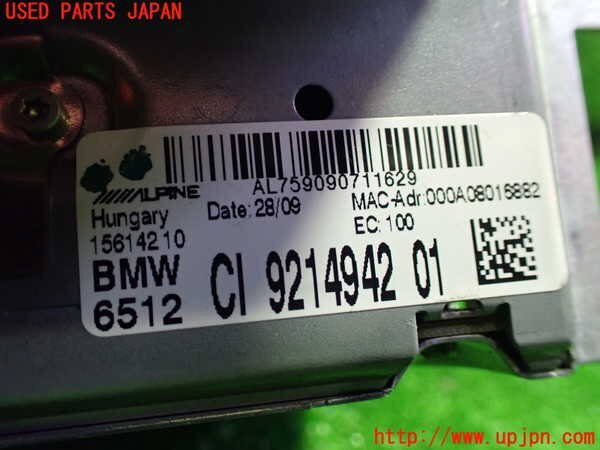 USED PARTS JAPAN
AL759090711629
ALPINE
Hungary
Date: 28/09
MAC-Adr:000A08015882
15614210
EC: 100
BMW
6512
CI 9214942 01
http://www.upjpn.com/